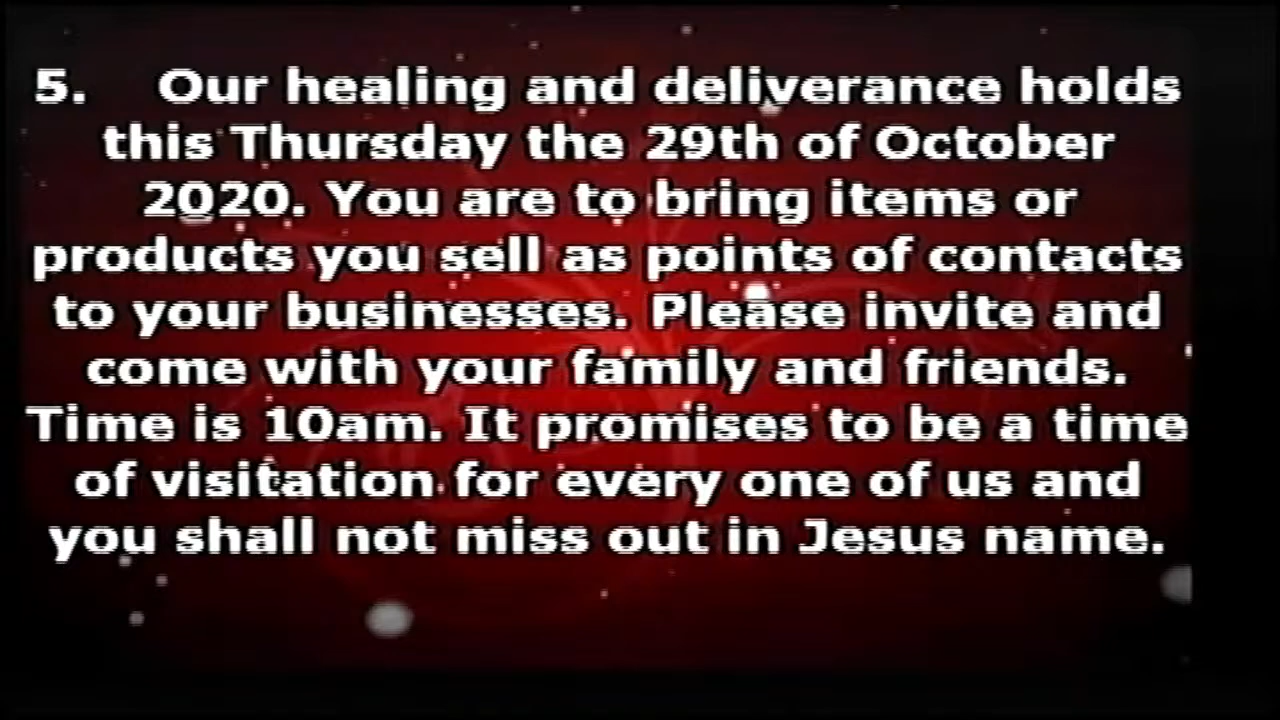 5. Our healing and deliverance holds
this Thursday the 29th of October
2020. You are to bring items or
products you sell as points of contacts
to your businesses. Please invite and
come with your family and friends.
Time is 10am. It promises to be a time
of visitation for every one of us and
you shall not miss out in Jesus name.